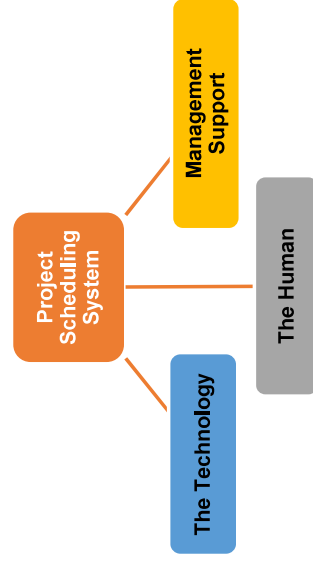 Project
Scheduling
System
The Technology
The Human
Management
Support